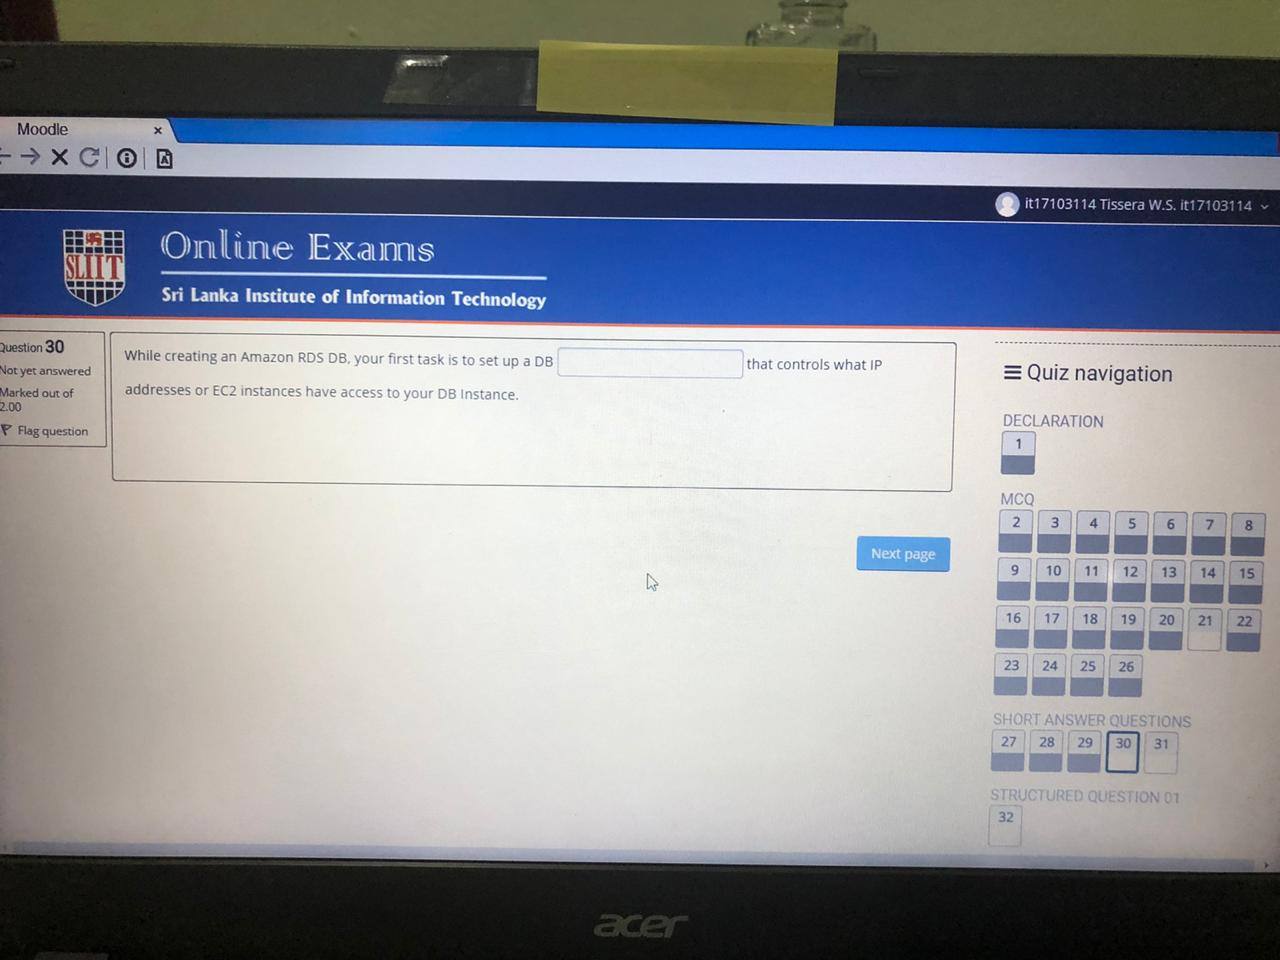 Moodle
it17103114 Tissera W.S. it17103114
SLIIT
Online Exams
Sri Lanka Institute of Information Technology
Question 30
Not yet answered
Marked out of
2.00
Flag question
While creating an Amazon RDS DB, your first task is to set up a DB that controls what IP
addresses or EC2 instances have access to your DB Instance.
Next page
Quiz navigation
DECLARATION
1
MCQ
2 3 4 5 6 7 8
9 10 11 12 13 14 15
16 17 18 19 20 21 22
23 24 25 26
SHORT ANSWER QUESTIONS
27 28 29 30 31
STRUCTURED QUESTION 01
32
acer